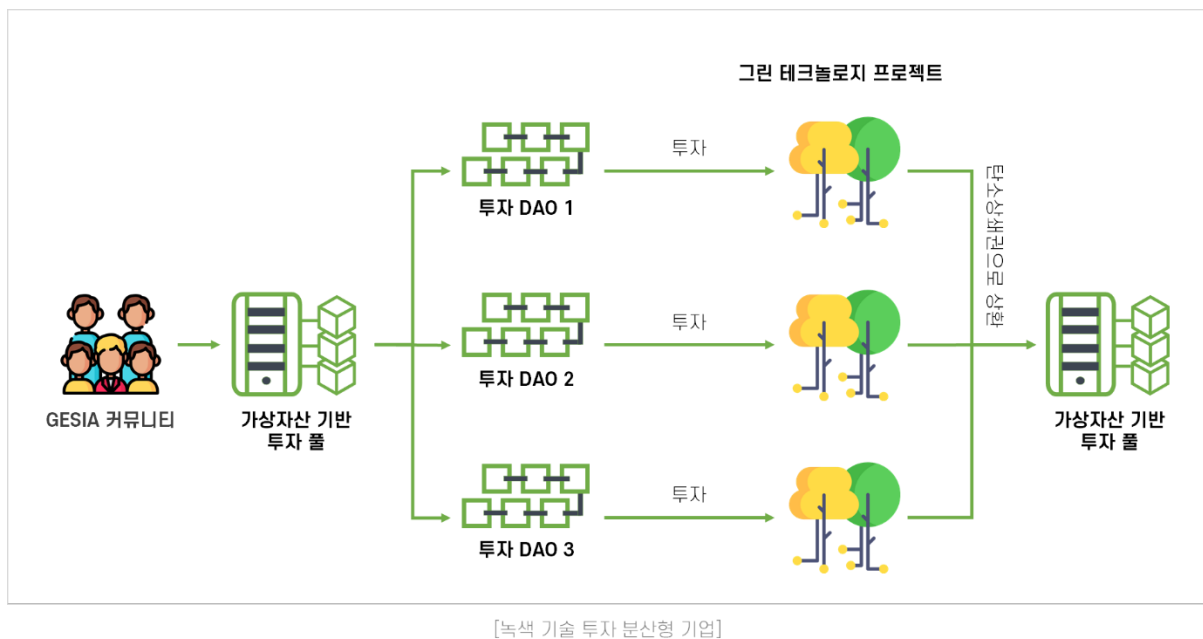 그린 테크놀로지 프로젝트
투자
투자 DAO 1
탄소상쇄권으로 상환
투자
투자 DAO 2
GESIA 커뮤니티
가상자산 기반
투자 풀
가상자산 기반
투자 풀
투자
투자 DAO 3
[녹색 기술 투자 분산형 기업]